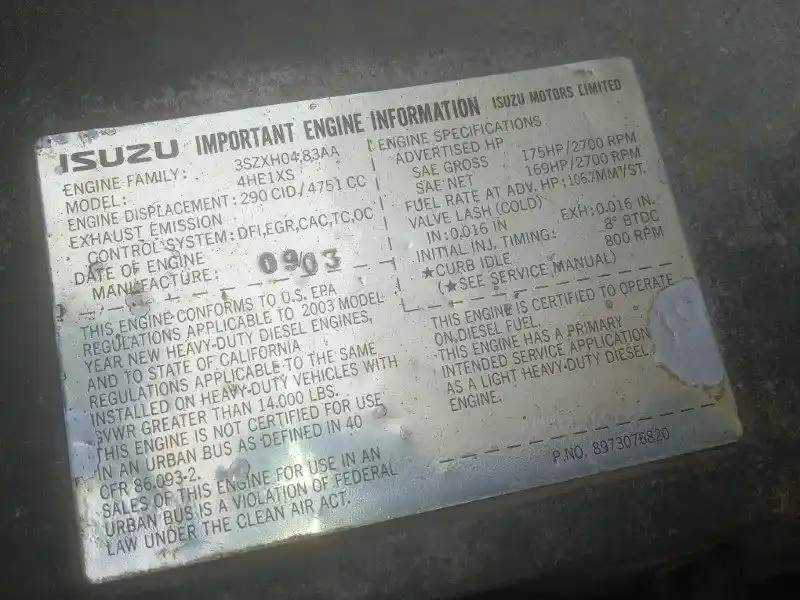 ISUZU IMPORTANT ENGINE INFORMATION ISUZU MOTORS LIMITED
ENGINE FAMILY: 3SZXH04.83AA
MODEL: 4HE1XS
ENGINE DISPLACEMENT: 290 CID/4751 CC
EXHAUST EMISSION
CONTROL SYSTEM: DFI,EGR,CAC,TC,OC
DATE OF ENGINE
MANUFACTURE: 09/03
ENGINE SPECIFICATIONS
ADVERTISED HP
SAE GROSS 175HP/2700 RPM
SAE NET 169HP/2700 RPM
FUEL RATE AT ADV. HP: 106.7MM³/ST.
VALVE LASH (COLD)
IN:0.016 IN EXH:0.016 IN.
INITIAL INJ. TIMING: 8° BTDC
★CURB IDLE 800 RPM
(★SEE SERVICE MANUAL)
THIS ENGINE CONFORMS TO U.S. EPA
REGULATIONS APPLICABLE TO 2003 MODEL
YEAR NEW HEAVY-DUTY DIESEL ENGINES,
AND TO STATE OF CALIFORNIA
REGULATIONS APPLICABLE TO THE SAME
INSTALLED ON HEAVY-DUTY VEHICLES WITH
GVWR GREATER THAN 14.000 LBS.
THIS ENGINE IS NOT CERTIFIED FOR USE
IN AN URBAN BUS AS DEFINED IN 40
CFR 86.093-2.
SALES OF THIS ENGINE FOR USE IN AN
URBAN BUS IS A VIOLATION OF FEDERAL
LAW UNDER THE CLEAN AIR ACT.
THIS ENGINE IS CERTIFIED TO OPERATE
ON DIESEL FUEL.
THIS ENGINE HAS A PRIMARY
INTENDED SERVICE APPLICATION
AS A LIGHT HEAVY-DUTY DIESEL
ENGINE.
P.NO. 8973076820